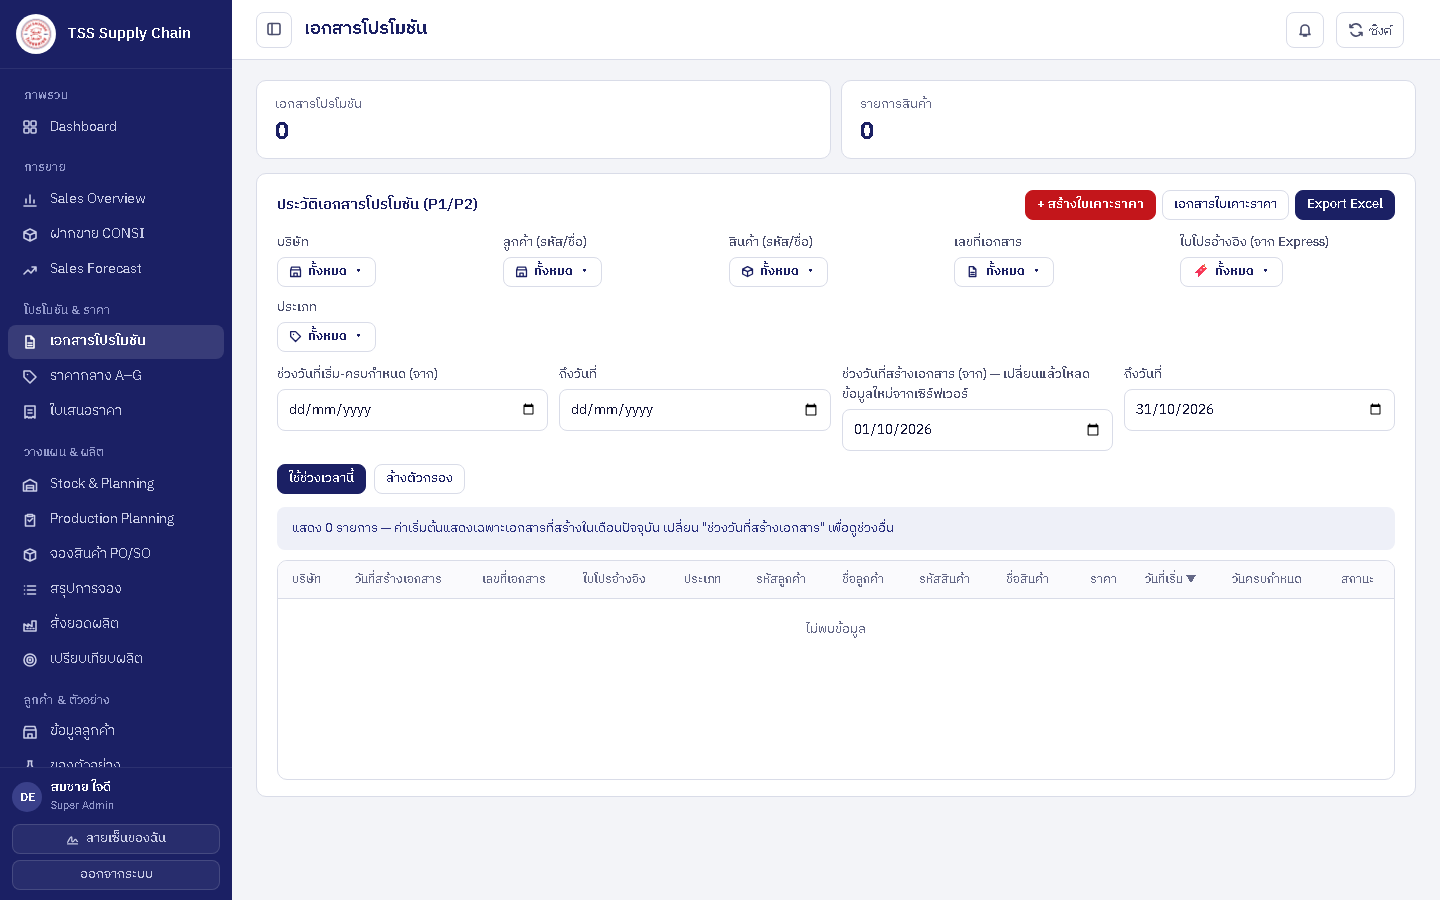 TSS Supply Chain
ภาพรวม
Dashboard
การขาย
Sales Overview
ฝากขาย CONSI
Sales Forecast
โปรโมชัน & ราคา
เอกสารโปรโมชัน
ราคากลาง A–G
ใบเสนอราคา
วางแผน & ผลิต
Stock & Planning
Production Planning
จองสินค้า PO/SO
สรุปการจอง
สั่งยอดผลิต
เปรียบเทียบผลิต
ลูกค้า & ตัวอย่าง
ข้อมูลลูกค้า
ของตัวอย่าง
DE
สมชาย ใจดี
Super Admin
ลายเซ็นของฉัน
ออกจากระบบ
เอกสารโปรโมชัน
ซิงค์
เอกสารโปรโมชัน
0
รายการสินค้า
0
ประวัติเอกสารโปรโมชัน (P1/P2)
+ สร้างใบเคาะราคา
เอกสารใบเคาะราคา
Export Excel
บริษัท
ทั้งหมด
ลูกค้า (รหัส/ชื่อ)
ทั้งหมด
สินค้า (รหัส/ชื่อ)
ทั้งหมด
เลขที่เอกสาร
ทั้งหมด
ใบโปรอ้างอิง (จาก Express)
ทั้งหมด
ประเภท
ทั้งหมด
ช่วงวันที่เริ่ม-ครบกำหนด (จาก)
dd/mm/yyyy
ถึงวันที่
dd/mm/yyyy
ช่วงวันที่สร้างเอกสาร (จาก) — เปลี่ยนแล้วโหลด
ข้อมูลใหม่จากเซิร์ฟเวอร์
01/10/2026
ถึงวันที่
31/10/2026
ใช้ช่วงเวลานี้
ล้างตัวกรอง
แสดง 0 รายการ — ค่าเริ่มต้นแสดงเฉพาะเอกสารที่สร้างในเดือนปัจจุบัน เปลี่ยน "ช่วงวันที่สร้างเอกสาร" เพื่อดูช่วงอื่น
บริษัท วันที่สร้างเอกสาร เลขที่เอกสาร ใบโปรอ้างอิง ประเภท รหัสลูกค้า ชื่อลูกค้า รหัสสินค้า ชื่อสินค้า ราคา วันที่เริ่ม ▼ วันครบกำหนด สถานะ
ไม่พบข้อมูล